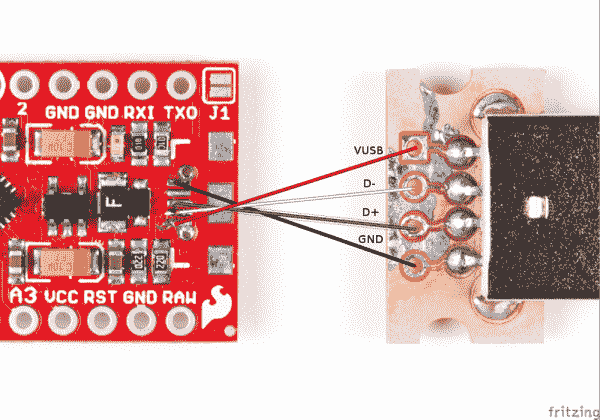 2 GND GND RXI TXO J1
VUSB
D-
D+
GND
F
A3 VCC RST GND RAW
fritzing